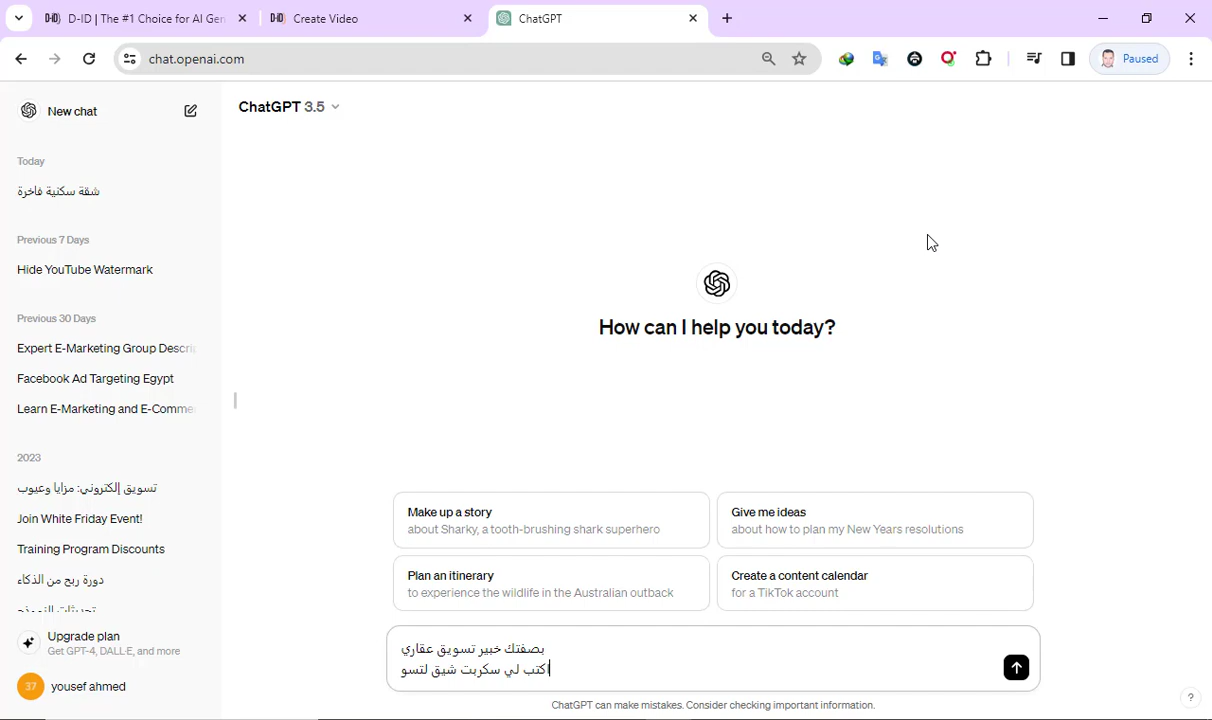 D-ID | The #1 Choice for AI Gen
Create Video
ChatGPT
chat.openai.com
Paused
New chat
ChatGPT 3.5
Today
شقة سكنية فاخرة
Previous 7 Days
Hide YouTube Watermark
Previous 30 Days
Expert E-Marketing Group Descri
Facebook Ad Targeting Egypt
Learn E-Marketing and E-Comme
2023
تسويق إلكتروني: مزايا وعيوب
Join White Friday Event!
Training Program Discounts
دورة ربح من الذكاء
تحديثات النموذج
Upgrade plan
Get GPT-4, DALL·E, and more
37
yousef ahmed
How can I help you today?
Make up a story
about Sharky, a tooth-brushing shark superhero
Give me ideas
about how to plan my New Years resolutions
Plan an itinerary
to experience the wildlife in the Australian outback
Create a content calendar
for a TikTok account
بصفتك خبير تسويق عقاري
اكتب لي سكربت شيق لتسو
ChatGPT can make mistakes. Consider checking important information.
?